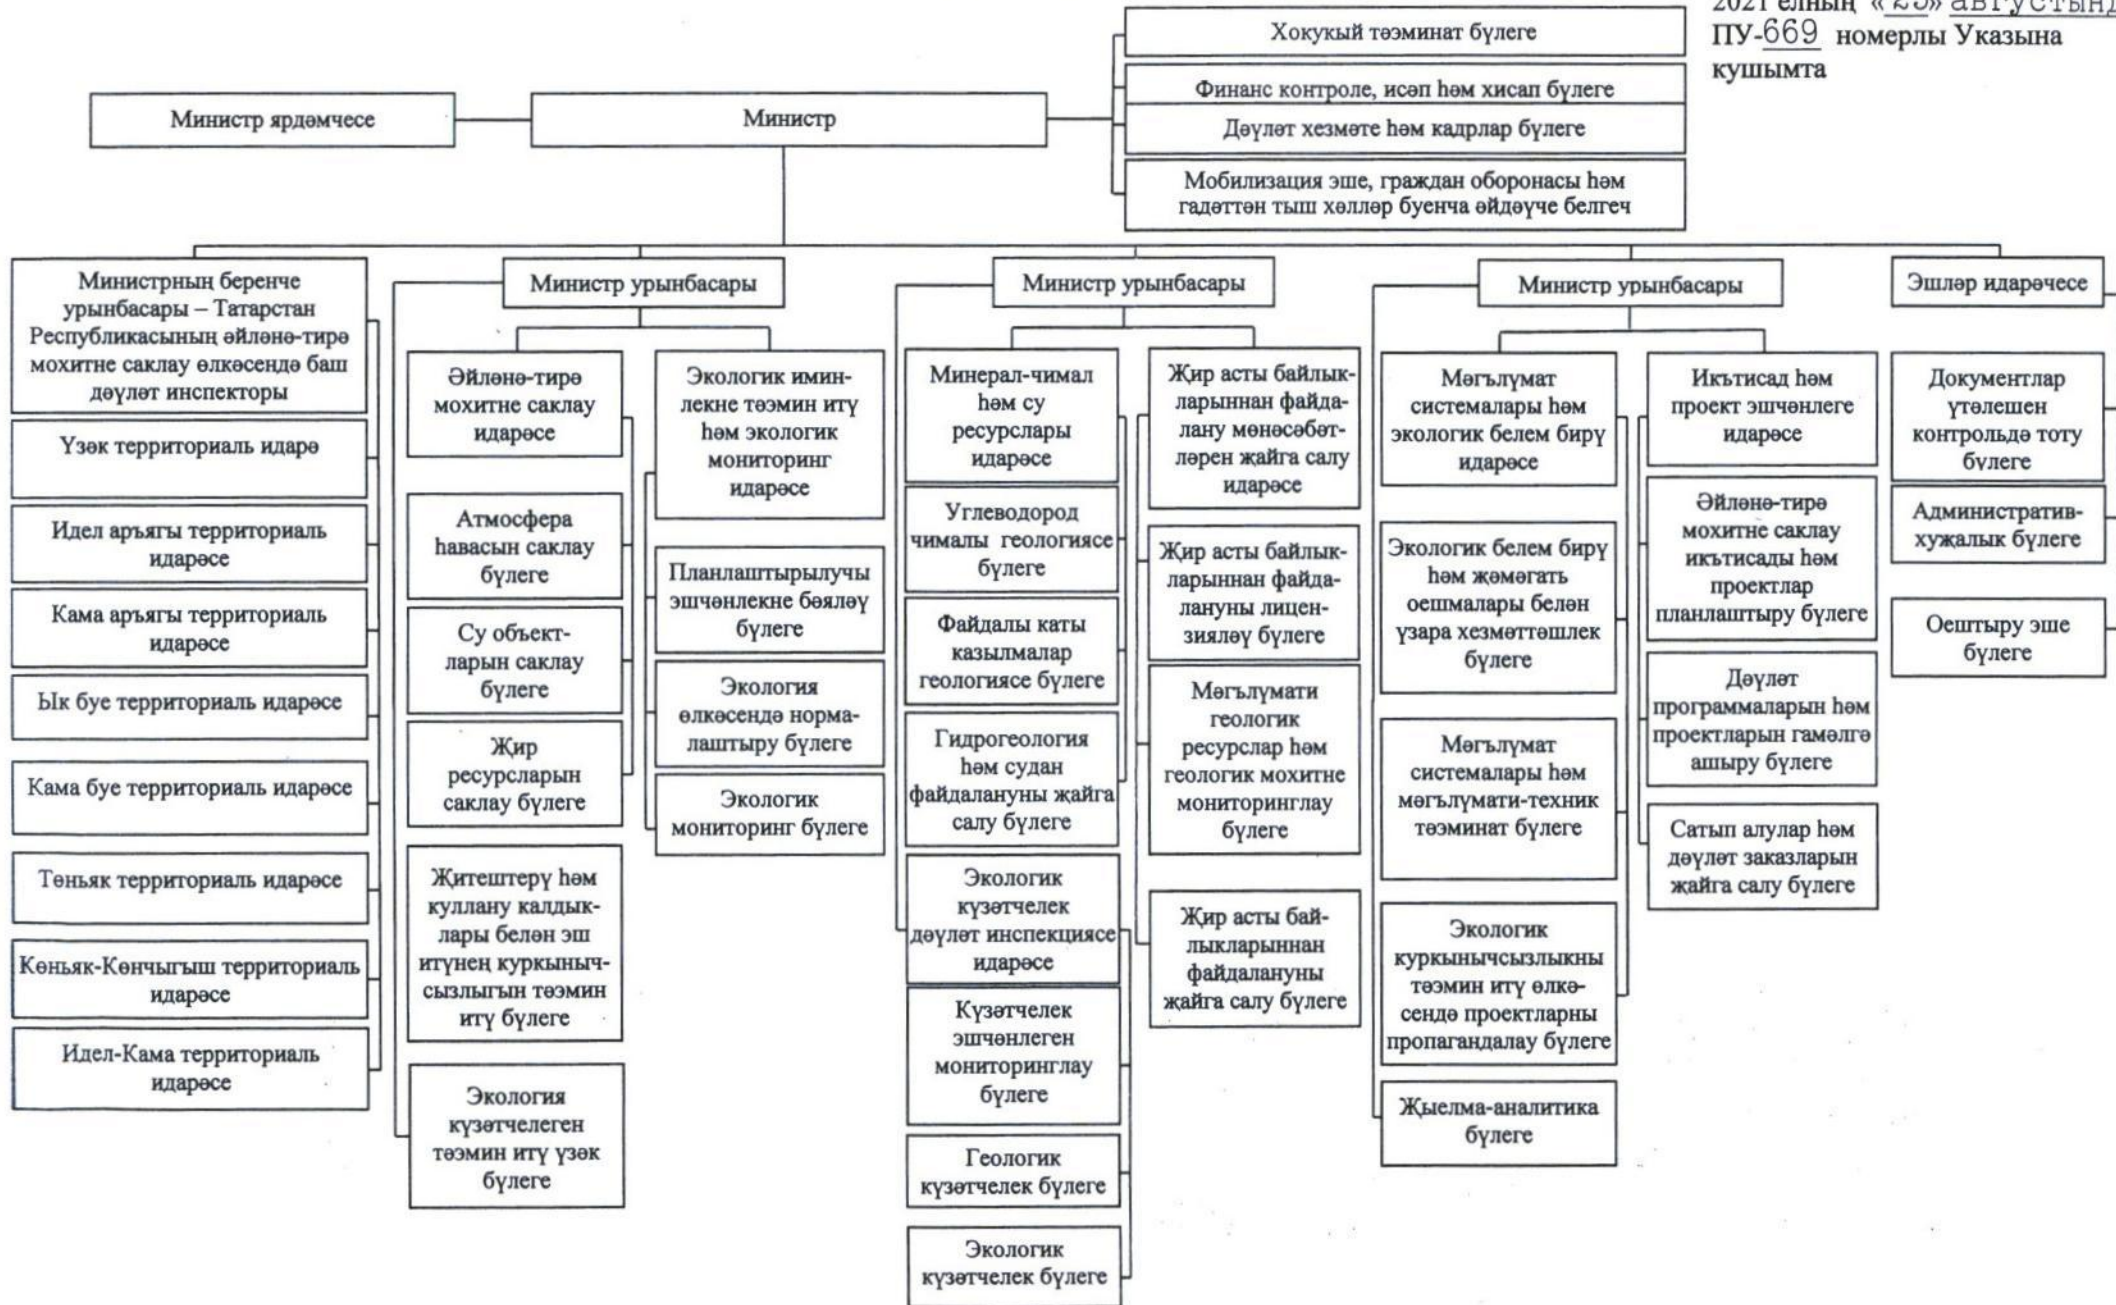 2021 елның «25» августында
ПУ-669 номерлы Указына
кушымта
Хокукый тәэминат бүлеге
Финанс контроле, исәп һәм хисап бүлеге
Министр ярдәмчесе
Министр
Дәүләт хезмәте һәм кадрлар бүлеге
Мобилизация эше, граждан оборонасы һәм
гадәттән тыш хәлләр буенча әйдәүче белгеч
Министрның беренче
урынбасары – Татарстан
Республикасының әйләнә-тирә
мохитне саклау өлкәсендә баш
дәүләт инспекторы
Үзәк территориаль идарә
Идел аръягы территориаль
идарәсе
Кама аръягы территориаль
идарәсе
Ык буе территориаль идарәсе
Кама буе территориаль идарәсе
Төньяк территориаль идарәсе
Көньяк-Көнчыгыш территориаль
идарәсе
Идел-Кама территориаль
идарәсе
Министр урынбасары
Әйләнә-тирә
мохитне саклау
идарәсе
Атмосфера
һавасын саклау
бүлеге
Су объект-
ларын саклау
бүлеге
Җир
ресурсларын
саклау бүлеге
Җитештерү һәм
куллану калдык-
лары белән эш
итүнең куркыныч-
сызлыгын тәэмин
итү бүлеге
Экология
күзәтчелеген
тәэмин итү үзәк
бүлеге
Экологик имин-
лекне тәэмин итү
һәм экологик
мониторинг
идарәсе
Планлаштырылучы
эшчәнлекне бәяләү
бүлеге
Экология
өлкәсендә норма-
лаштыру бүлеге
Экологик
мониторинг бүлеге
Министр урынбасары
Минерал-чимал
һәм су
ресурслары
идарәсе
Углеводород
чималы геологиясе
бүлеге
Файдалы каты
казылмалар
геологиясе бүлеге
Гидрогеология
һәм судан
файдалануны җайга
салу бүлеге
Экологик
күзәтчелек
дәүләт инспекциясе
идарәсе
Күзәтчелек
эшчәнлеген
мониторинглау
бүлеге
Геологик
күзәтчелек бүлеге
Экологик
күзәтчелек бүлеге
Җир асты байлык-
ларыннан файда-
лану мөнәсәбәт-
ләрен җайга салу
идарәсе
Җир асты байлык-
ларыннан файда-
лануны лицен-
зияләү бүлеге
Мәгълүмати
геологик
ресурслар һәм
геологик мохитне
мониторинглау
бүлеге
Җир асты бай-
лыкларыннан
файдалануны
җайга салу бүлеге
Министр урынбасары
Мәгълүмат
системалары һәм
экологик белем бирү
идарәсе
Экологик белем бирү
һәм җәмәгать
оешмалары белән
үзара хезмәттәшлек
бүлеге
Мәгълүмат
системалары һәм
мәгълүмати-техник
тәэминат бүлеге
Экологик
куркынычсызлыкны
тәэмин итү өлкә-
сендә проектларны
пропагандалау бүлеге
Җыелма-аналитика
бүлеге
Икътисад һәм
проект эшчәнлеге
идарәсе
Әйләнә-тирә
мохитне саклау
икътисады һәм
проектлар
планлаштыру бүлеге
Дәүләт
программаларын һәм
проектларын гамәлгә
ашыру бүлеге
Сатып алулар һәм
дәүләт заказларын
җайга салу бүлеге
Эшләр идарәчесе
Документлар
үтәлешен
контрольдә тоту
бүлеге
Административ-
хуҗалык бүлеге
Оештыру эше
бүлеге